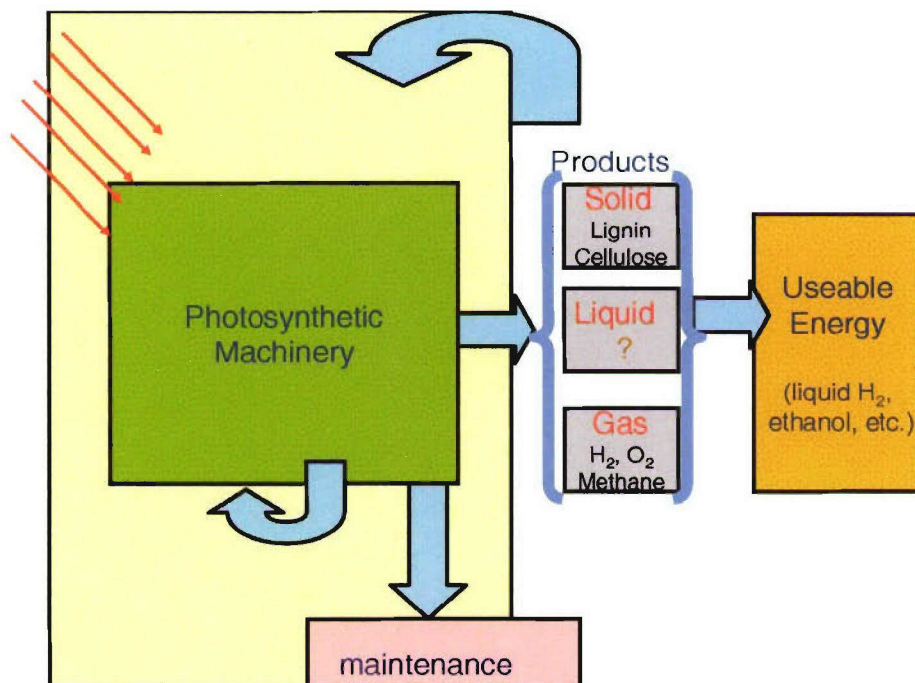 Products
Solid
Lignin
Cellulose
Photosynthetic
Machinery
Liquid
?
Gas
H₂, O₂
Methane
Useable
Energy
(liquid H₂,
ethanol, etc.)
maintenance